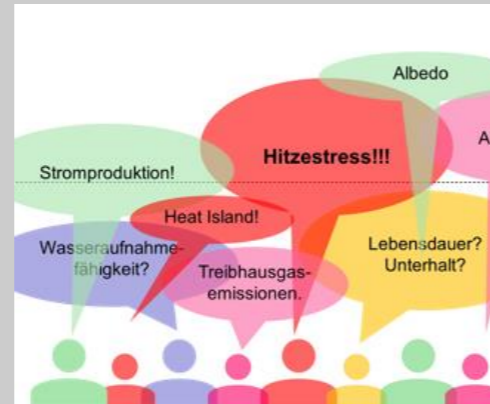 Albedo
A
Hitzestress!!!
Stromproduktion!
Heat Island!
Wasseraufnahme-
fähigkeit?
Lebensdauer?
Unterhalt?
Treibhausgas-
emissionen.